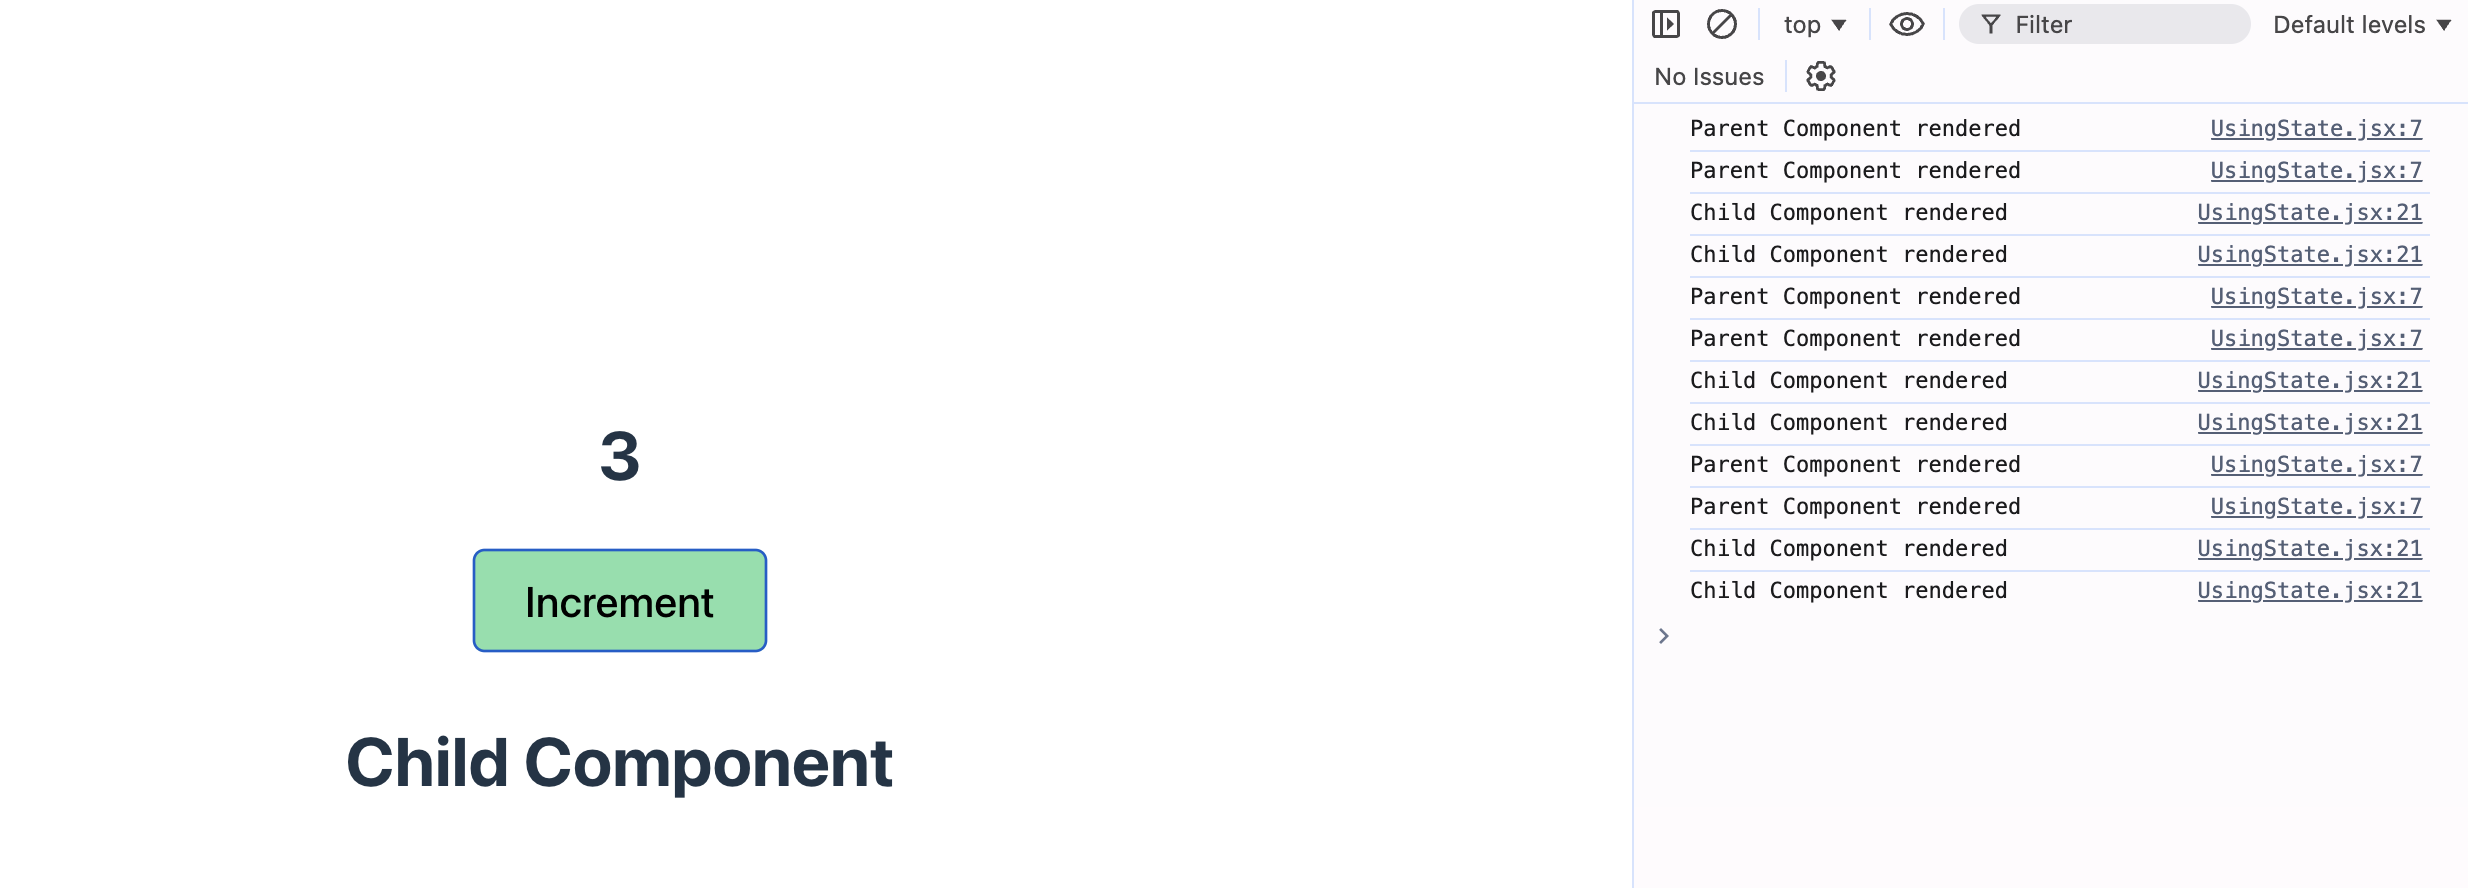 3
Increment
Child Component
top
Filter
Default levels
No Issues
Parent Component rendered UsingState.jsx:7
Parent Component rendered UsingState.jsx:7
Child Component rendered UsingState.jsx:21
Child Component rendered UsingState.jsx:21
Parent Component rendered UsingState.jsx:7
Parent Component rendered UsingState.jsx:7
Child Component rendered UsingState.jsx:21
Child Component rendered UsingState.jsx:21
Parent Component rendered UsingState.jsx:7
Parent Component rendered UsingState.jsx:7
Child Component rendered UsingState.jsx:21
Child Component rendered UsingState.jsx:21